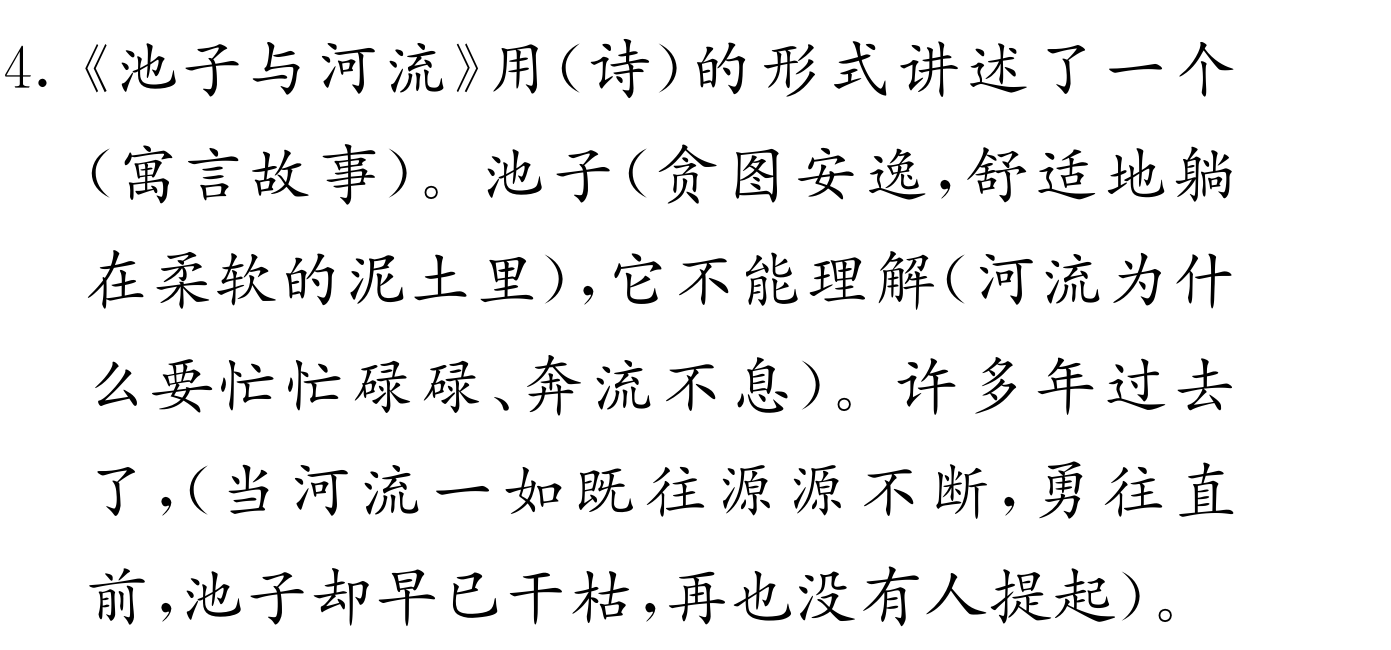 4.《池子与河流》用(诗)的形式讲述了一个
(寓言故事)。池子(贪图安逸,舒适地躺
在柔软的泥土里),它不能理解(河流为什
么要忙忙碌碌、奔流不息)。许多年过去
了,(当河流一如既往源源不断,勇往直
前,池子却早已干枯,再也没有人提起)。